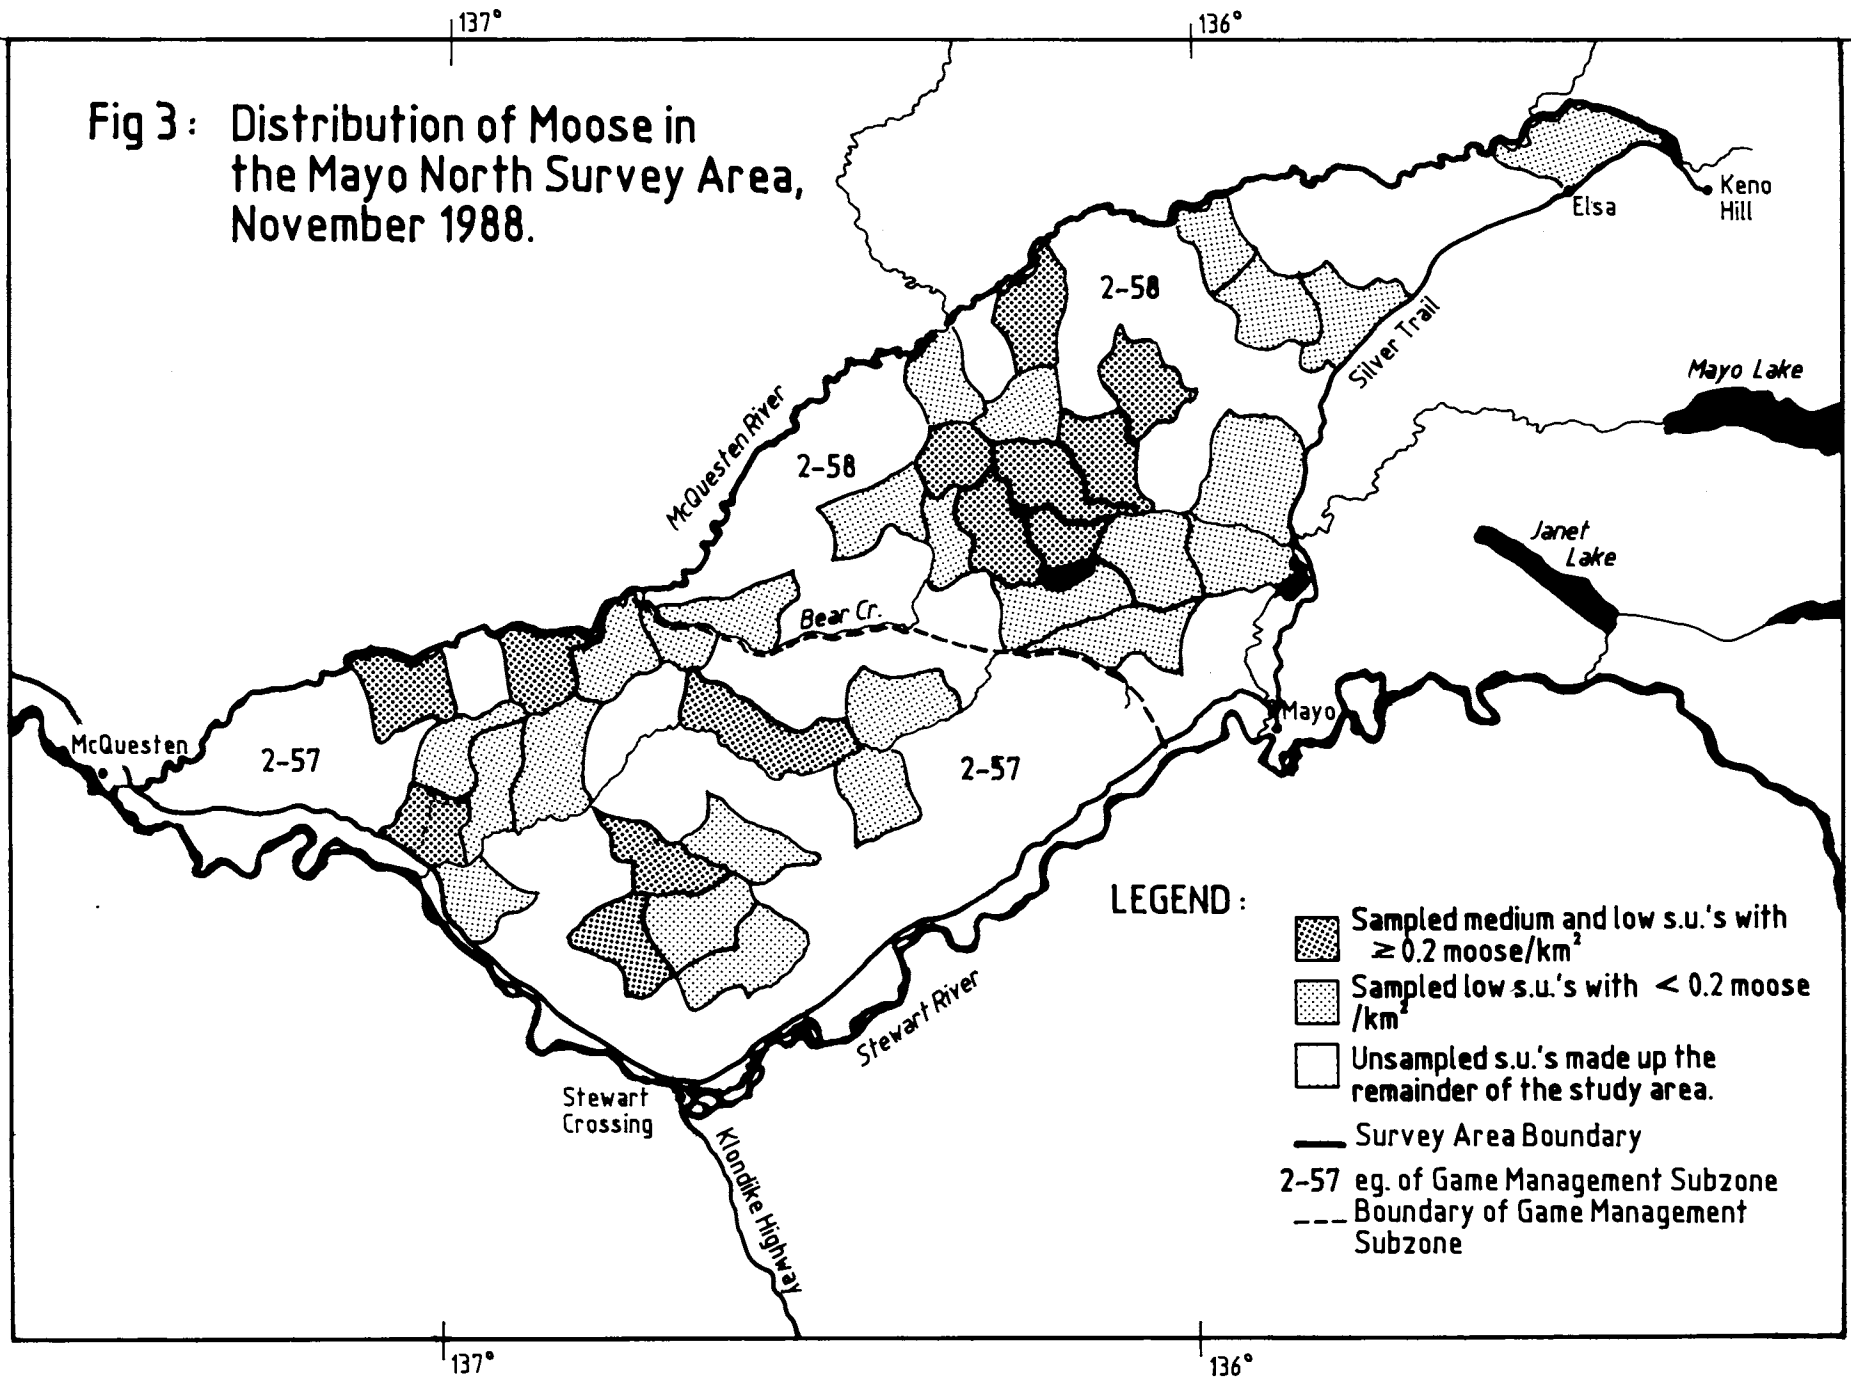 137°
136°
Fig 3: Distribution of Moose in
the Mayo North Survey Area,
November 1988.
Keno
Hill
Elsa
2-58
Silver Trail
Mayo Lake
McQuesten River
2-58
Janet
Lake
Bear Cr.
Mayo
McQuesten
2-57
2-57
Stewart River
Stewart
Crossing
Klondike Highway
LEGEND:
Sampled medium and low s.u.'s with
≥ 0.2 moose/km²
Sampled low s.u.'s with < 0.2 moose
/km²
Unsampled s.u.'s made up the
remainder of the study area.
Survey Area Boundary
2-57 eg. of Game Management Subzone
Boundary of Game Management
Subzone
137°
136°